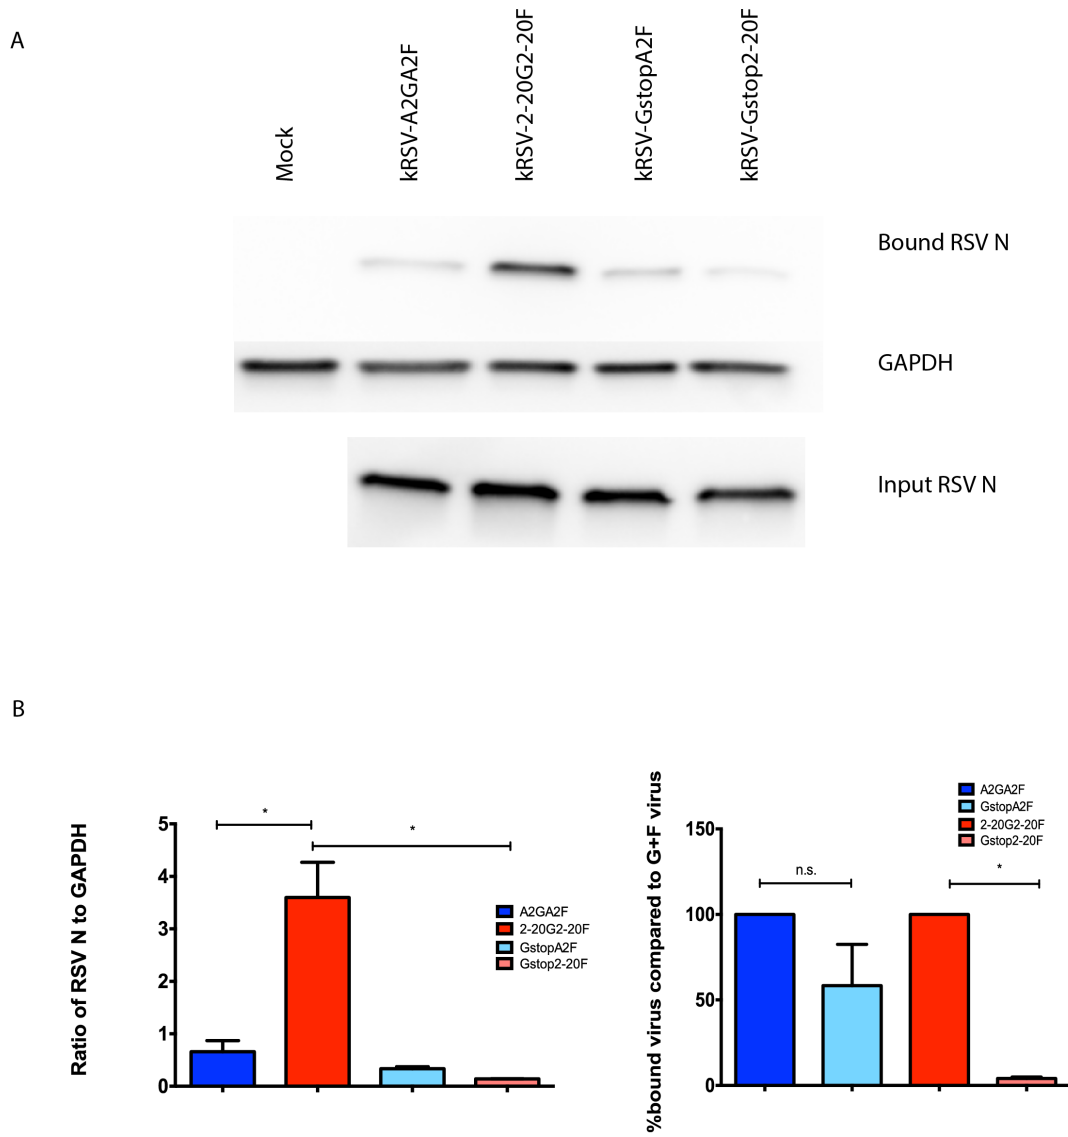 A
Mock
kRSV-A2GA2F
kRSV-2-20G2-20F
kRSV-GstopA2F
kRSV-Gstop2-20F
Bound RSV N
GAPDH
Input RSV N
B
Ratio of RSV N to GAPDH
5
4
3
2
1
0
*
*
A2GA2F
2-20G2-20F
GstopA2F
Gstop2-20F
%bound virus compared to G+F virus
150
100
50
0
n.s.
*
A2GA2F
GstopA2F
2-20G2-20F
Gstop2-20F